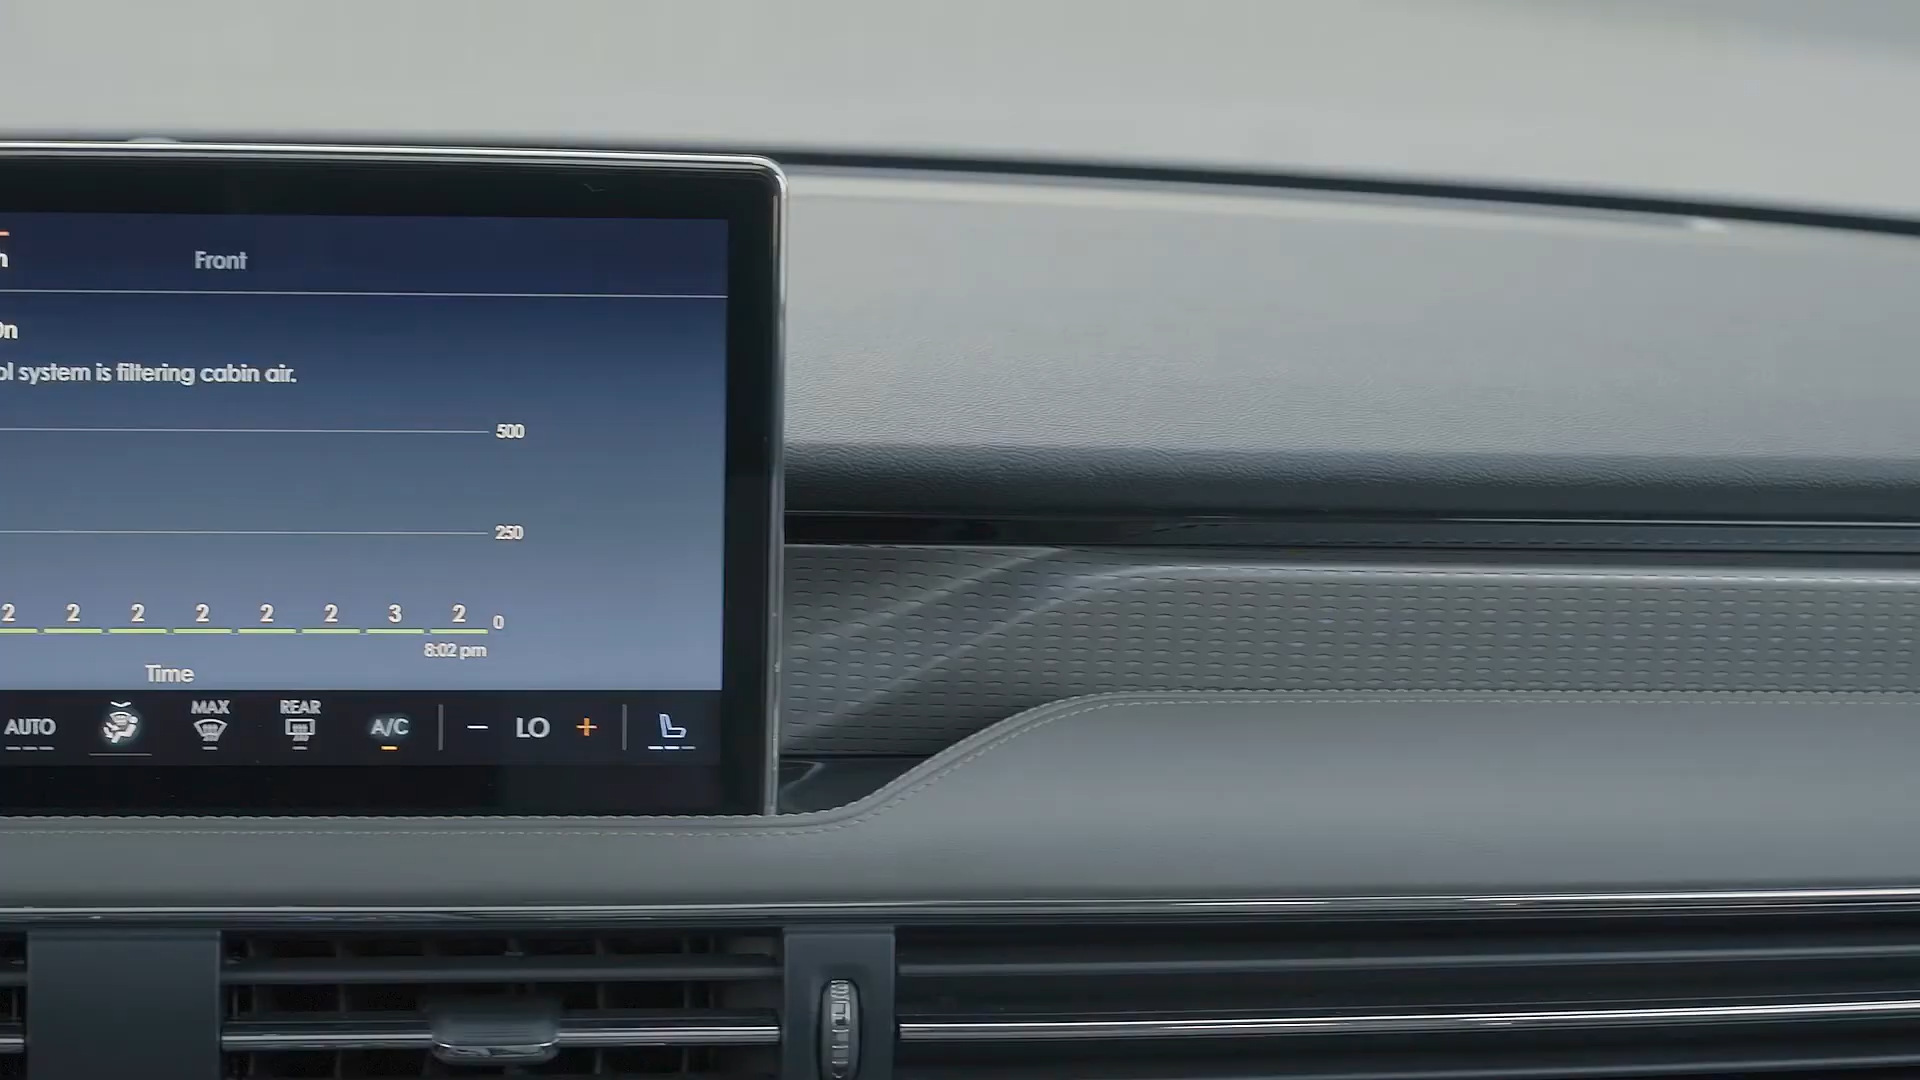 Front
system is filtering cabin air.
500
250
2 2 2 2 2 2 3 2 0
8:02 pm
Time
AUTO MAX REAR A/C − LO +